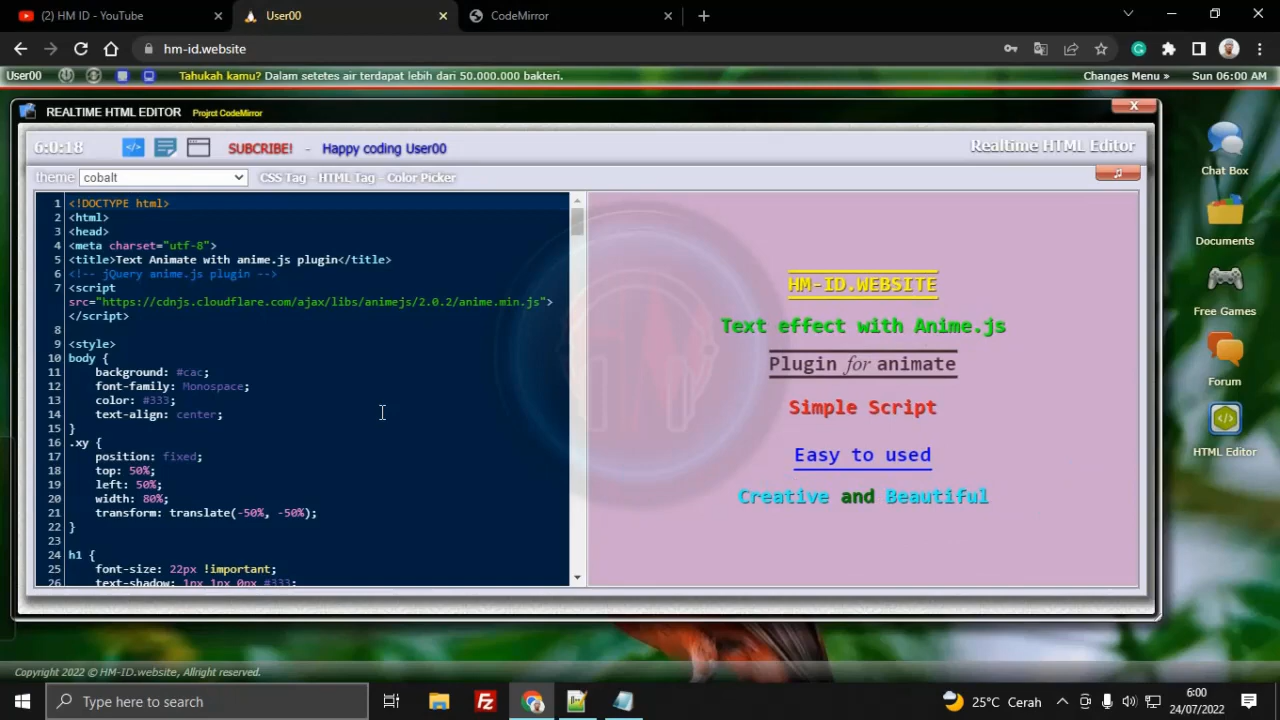 (2) HM ID - YouTube
User00
CodeMirror
hm-id.website
User00
Tahukah kamu? Dalam setetes air terdapat lebih dari 50.000.000 bakteri.
Changes Menu »
Sun 06:00 AM
REALTIME HTML EDITOR
Projrct CodeMirror
X
6:0:18
SUBCRIBE! - Happy coding User00
Realtime HTML Editor
theme
cobalt
CSS Tag - HTML Tag - Color Picker
1 <!DOCTYPE html>
2 <html>
3 <head>
4 <meta charset="utf-8">
5 <title>Text Animate with anime.js plugin</title>
6 <!-- jQuery anime.js plugin -->
7 <script
src="https://cdnjs.cloudflare.com/ajax/libs/animejs/2.0.2/anime.min.js">
</script>
8
9 <style>
10 body {
11 background: #cac;
12 font-family: Monospace;
13 color: #333;
14 text-align: center;
15 }
16 .xy {
17 position: fixed;
18 top: 50%;
19 left: 50%;
20 width: 80%;
21 transform: translate(-50%, -50%);
22 }
23
24 h1 {
25 font-size: 22px !important;
26 text-shadow: 1px 1px 0px #333;
HM-ID.WEBSITE
Text effect with Anime.js
Plugin for animate
Simple Script
Easy to used
Creative and Beautiful
Chat Box
Documents
Free Games
Forum
HTML Editor
Copyright 2022 © HM-ID.website, Allright reserved.
Type here to search
25°C Cerah
6:00
24/07/2022